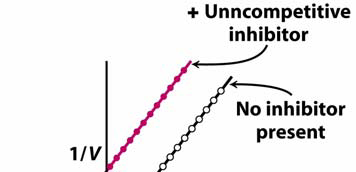 + Unncompetitive
inhibitor
No inhibitor
present
1/V